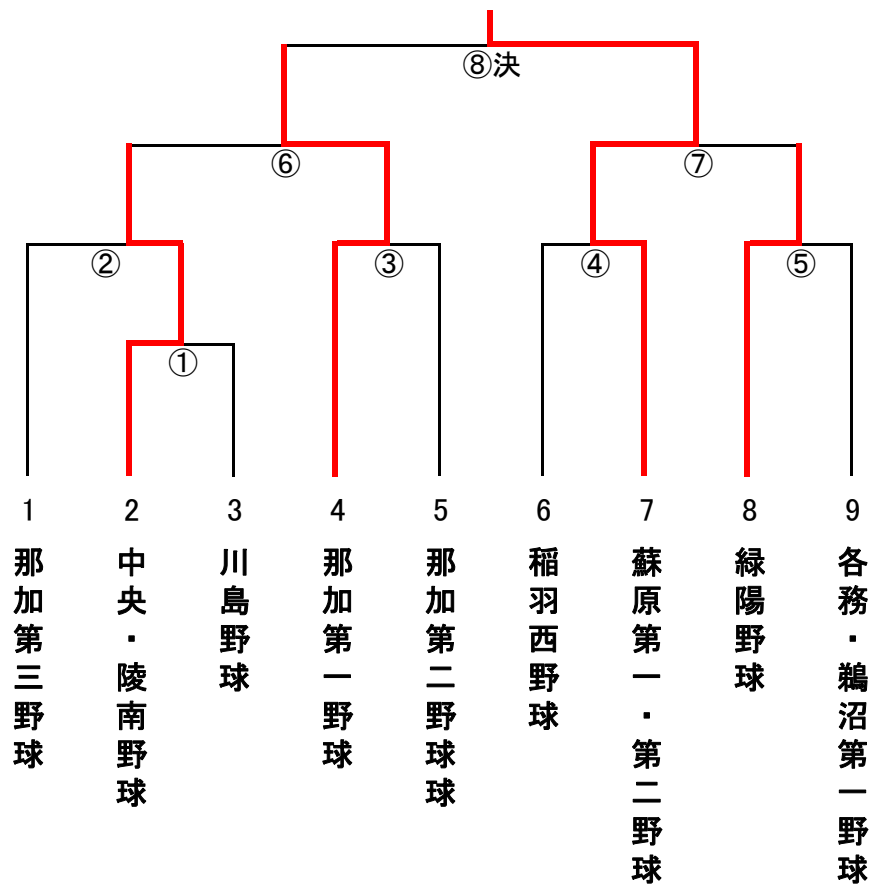 ⑧決
⑥
⑦
②
③
④
⑤
①
1
2
3
4
5
6
7
8
9
那加第三野球
中央・陵南野球
川島野球
那加第一野球
那加第二野球球
稲羽西野球
蘇原第一・第二野球
緑陽野球
各務・鵜沼第一野球